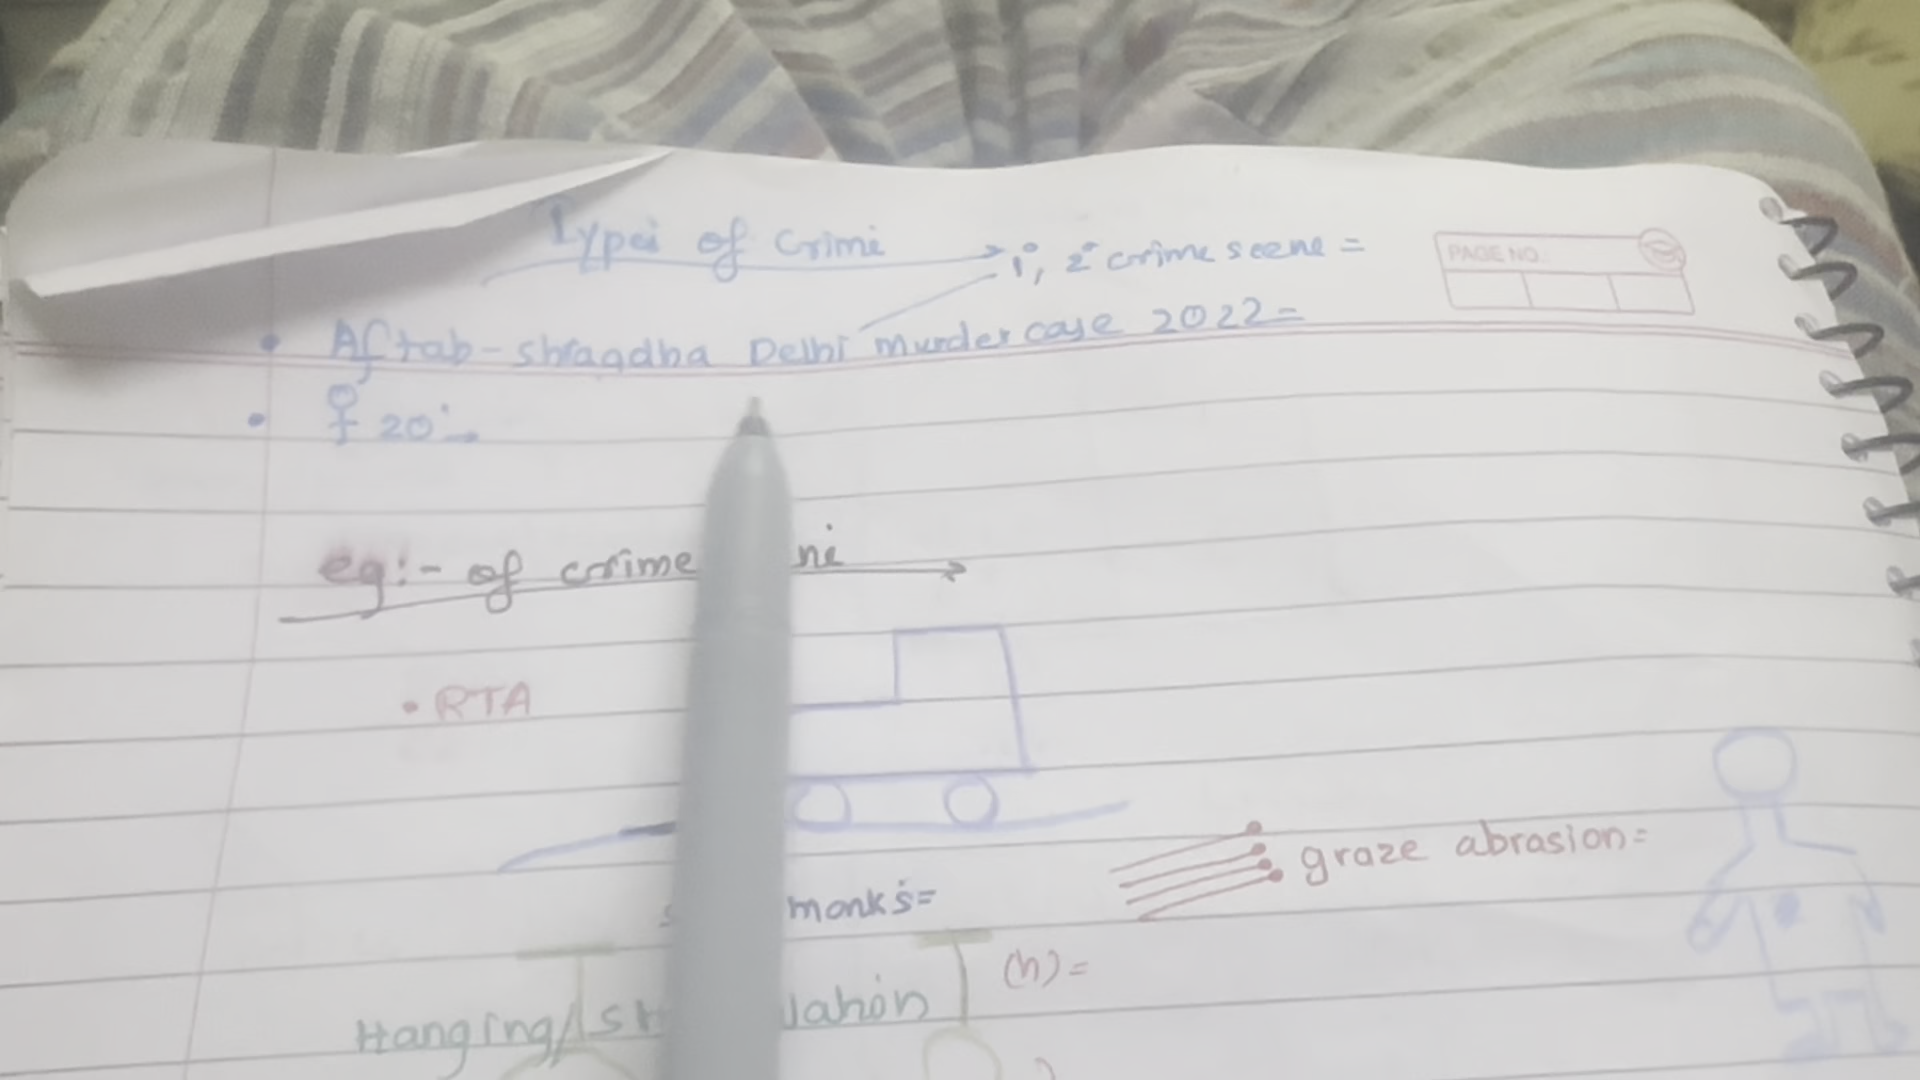 Types of Crime
1°, 2° crime scene =
PAGE NO.:
• Aftab-shraddha Delhi Murder case 2022 =
• ♀ 20
eg:- of crime
• RTA
graze abrasion=
marks=
(h) =
Hanging/